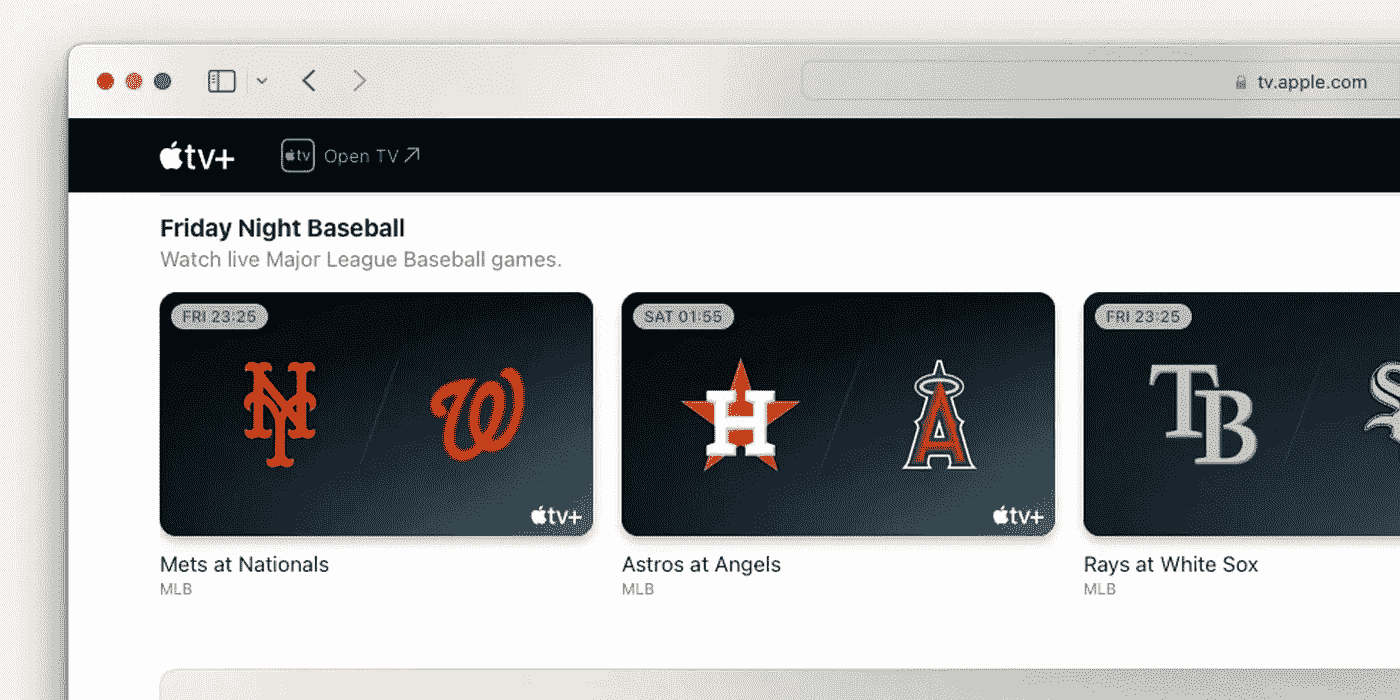 tv.apple.com
tv+
tv Open TV
Friday Night Baseball
Watch live Major League Baseball games.
FRI 23:25
NY
W
tv+
Mets at Nationals
MLB
SAT 01:55
H
A
tv+
Astros at Angels
MLB
FRI 23:25
TB
S
Rays at White Sox
MLB